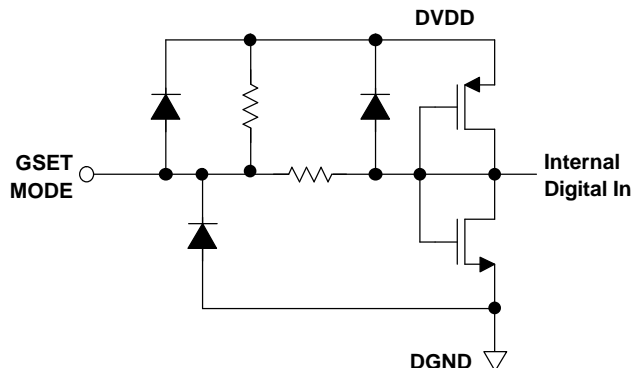 DVDD
GSET
MODE
Internal
Digital In
DGND